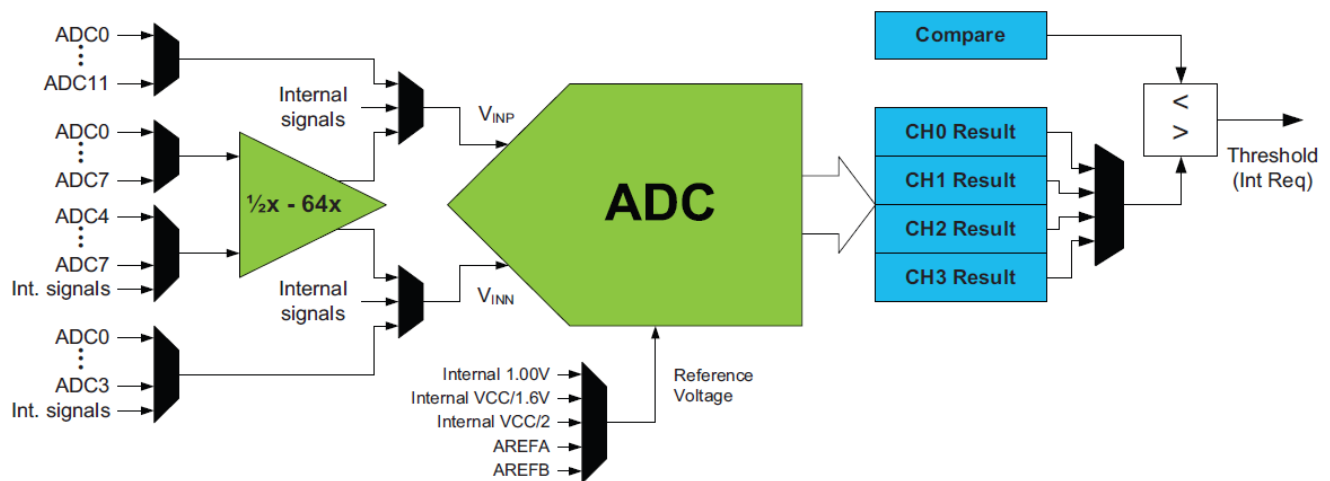 ADC0
ADC11
Internal
signals
ADC0
ADC7
½x - 64x
ADC4
ADC7
Int. signals
Internal
signals
ADC0
ADC3
Int. signals
VINP
VINN
ADC
Internal 1.00V
Internal VCC/1.6V
Internal VCC/2
AREFA
AREFB
Reference
Voltage
Compare
CH0 Result
CH1 Result
CH2 Result
CH3 Result
<
>
Threshold
(Int Req)